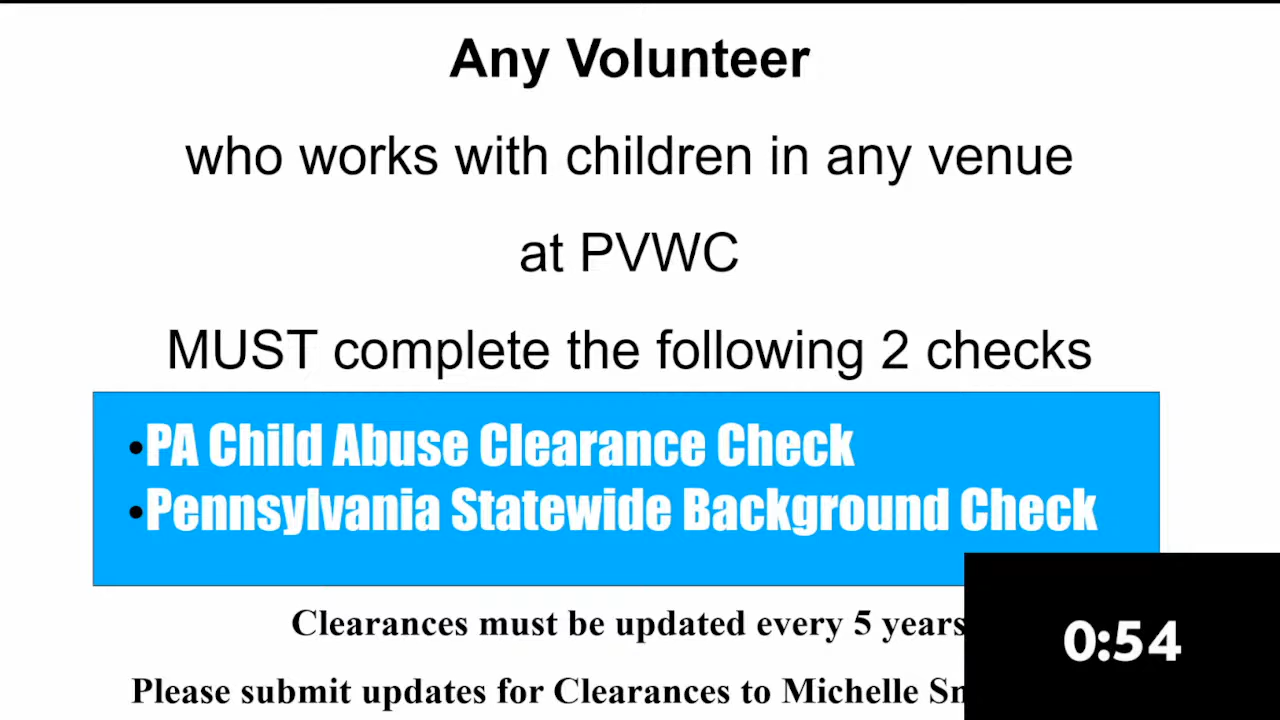 Any Volunteer
who works with children in any venue
at PVWC
MUST complete the following 2 checks
•PA Child Abuse Clearance Check
•Pennsylvania Statewide Background Check
Clearances must be updated every 5 years
Please submit updates for Clearances to Michelle
0:54